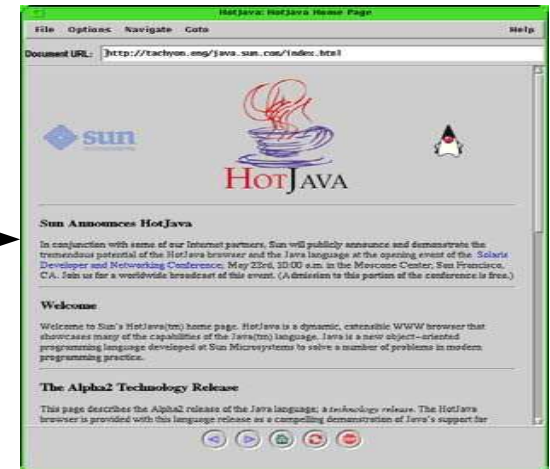 HotJava: HotJava Home Page
File Options Navigate Goto Help
Document URL: http://tachyon.eng/java.sun.com/index.html
sun
HOTJAVA
Sun Announces HotJava
In conjunction with some of our Internet partners, Sun will publicly announce and demonstrate the
tremendous potential of the HotJava browser and the Java language at the opening event of the Solaris
Developer and Networking Conference, May 23rd, 10:00 a.m. in the Moscone Center, San Francisco,
CA. Join us for a worldwide broadcast of this event. (Admission to this portion of the conference is free.)
Welcome
Welcome to Sun's HotJava(tm) home page. HotJava is a dynamic, extensible WWW browser that
showcases many of the capabilities of the Java(tm) language. Java is a new object-oriented
programming language developed at Sun Microsystems to solve a number of problems in modern
programming practice.
The Alpha2 Technology Release
This page describes the Alpha2 release of the Java language; a technology release. The HotJava
browser is provided with this language release as a compelling demonstration of Java's support for